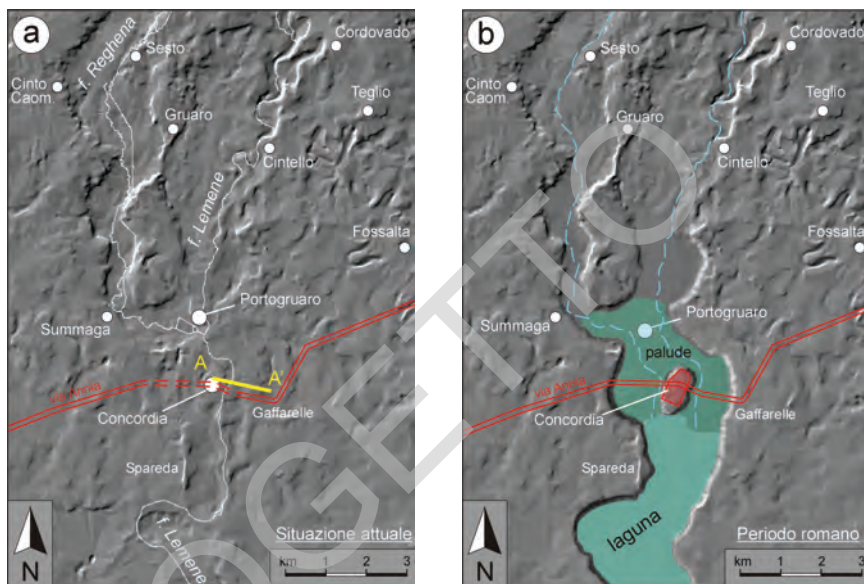 a
f. Reghena
Sesto
Cordovado
Cinto
Caom.
Teglio
Gruaro
Cintello
f. Lemene
Fossalta
Portogruaro
Summaga
A
A'
via Annia
Concordia
Gaffarelle
Spareda
f. Lemene
Situazione attuale
N
km 1 2 3
b
Sesto
Cordovado
Cinto
Caom.
Teglio
Gruaro
Cintello
Fossalta
Portogruaro
Summaga
palude
via Annia
Concordia
Gaffarelle
Spareda
laguna
Periodo romano
N
km 1 2 3
OGETTO